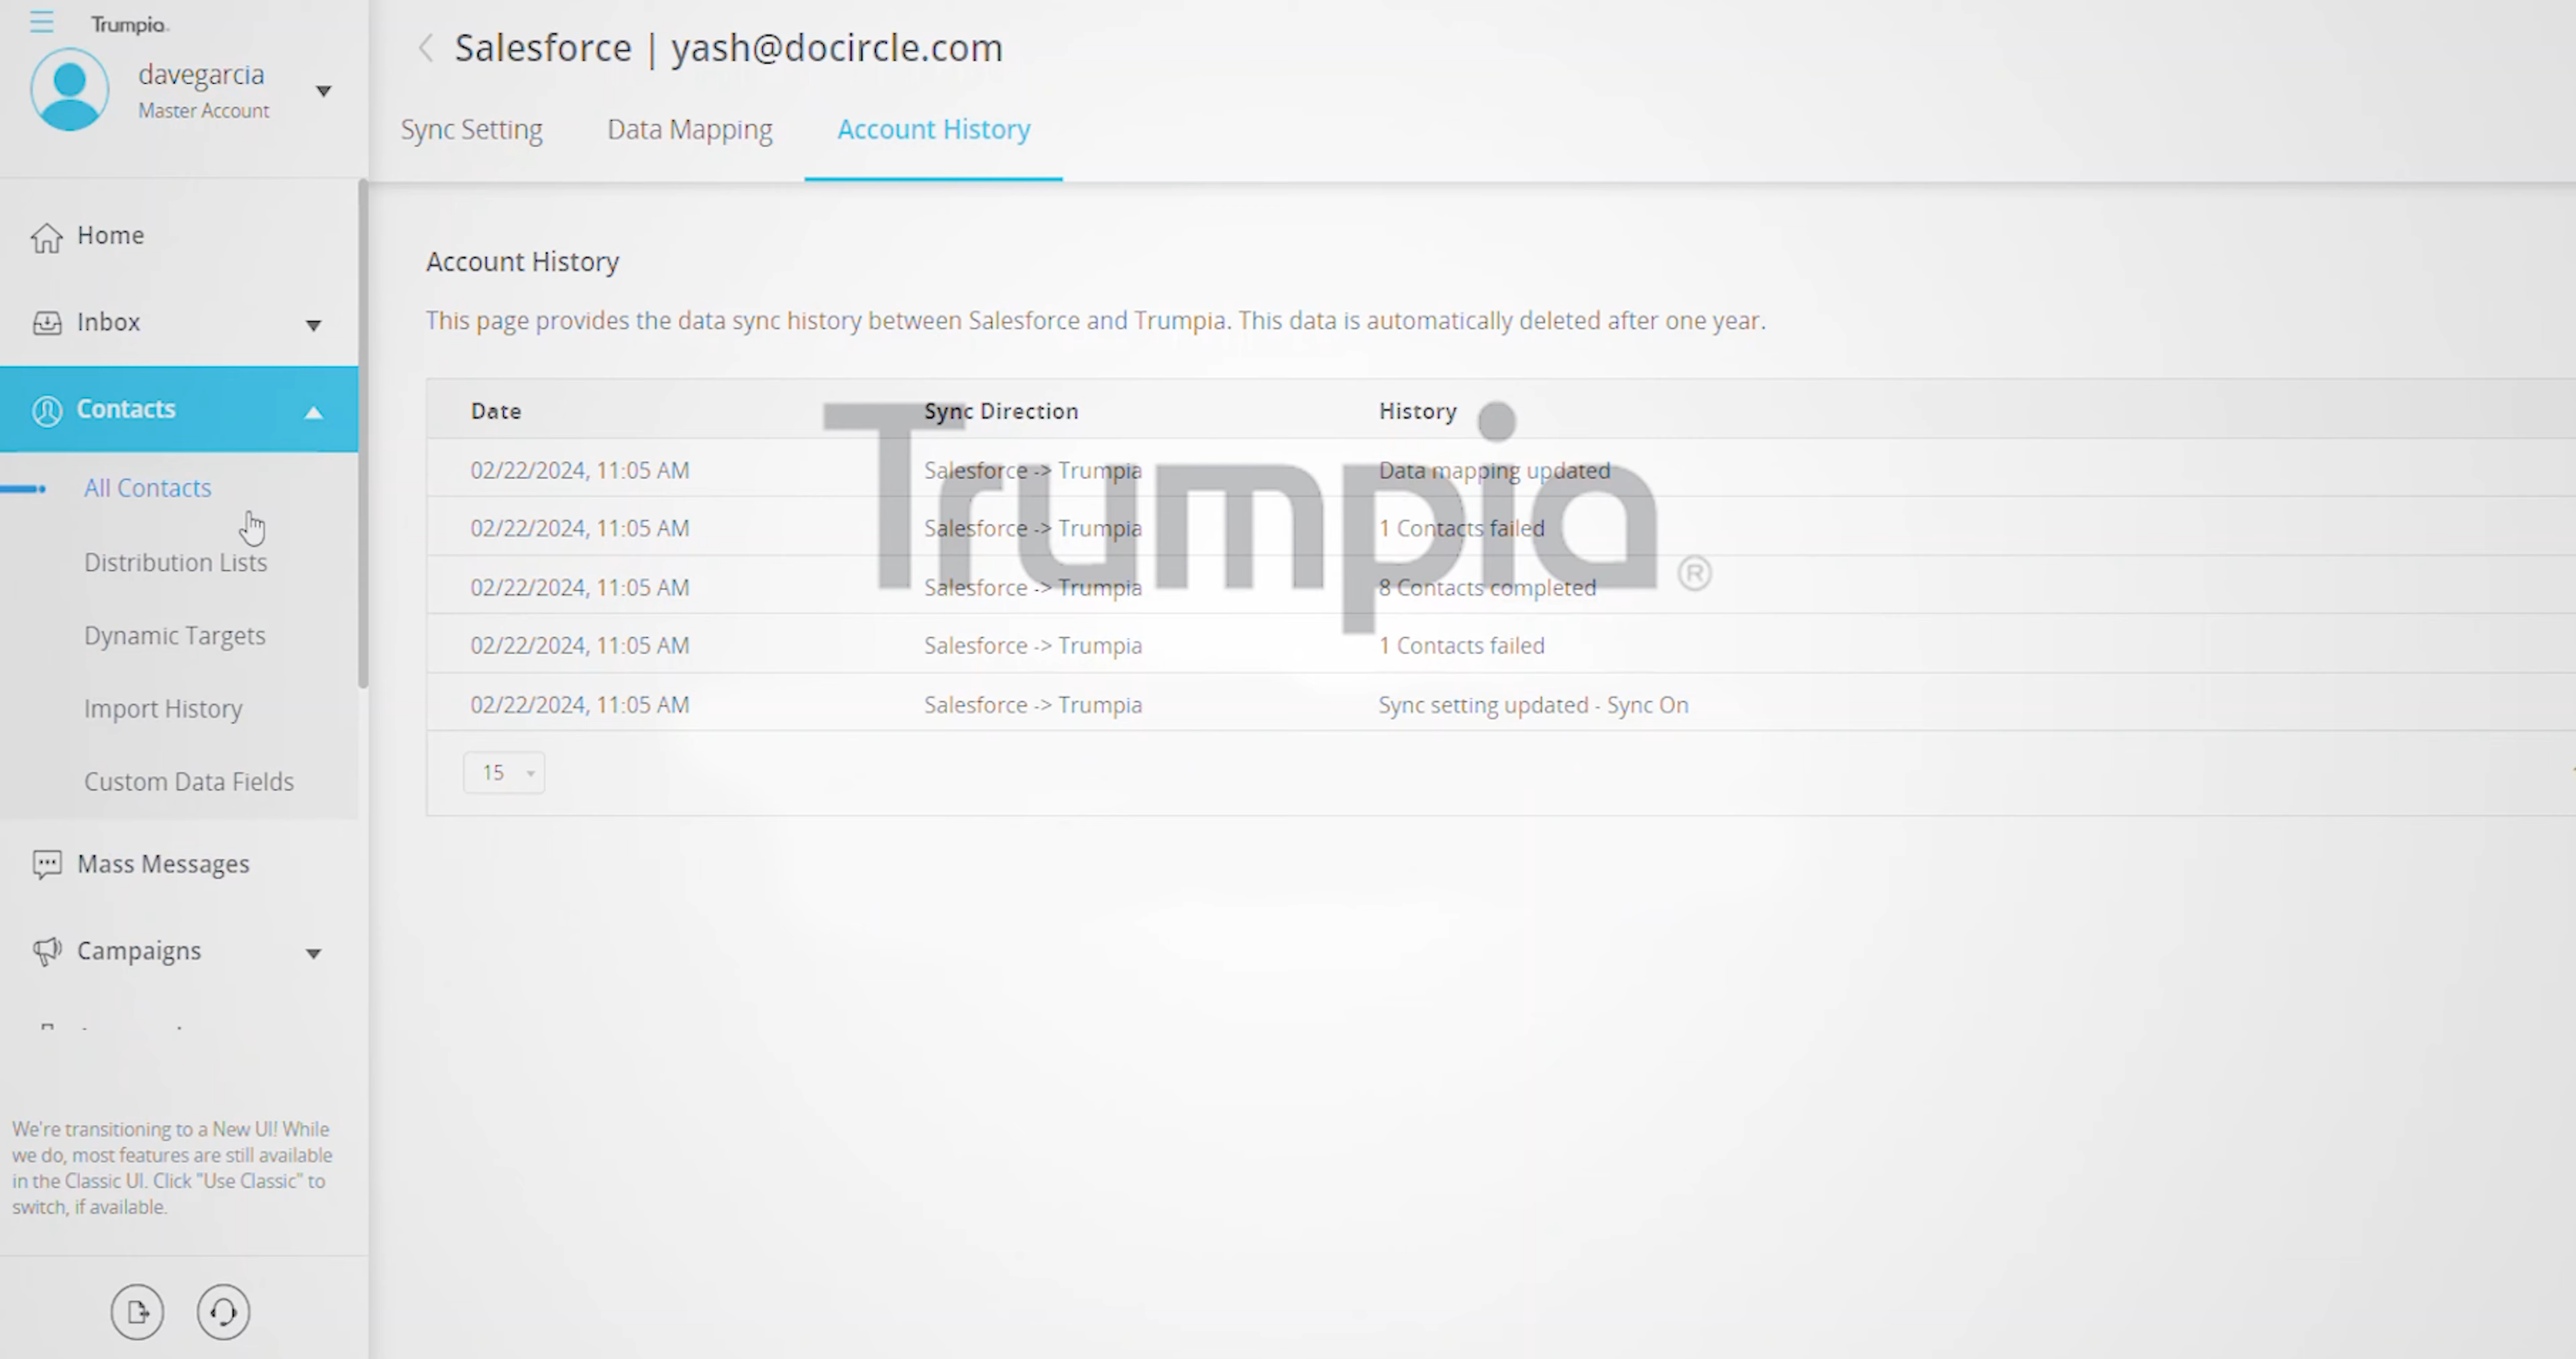 Trumpia
davegarcia
Master Account
Home
Inbox
Contacts
All Contacts
Distribution Lists
Dynamic Targets
Import History
Custom Data Fields
Mass Messages
Campaigns
We're transitioning to a New UI! While
we do, most features are still available
in the Classic UI. Click "Use Classic" to
switch, if available.
Salesforce | yash@docircle.com
Sync Setting Data Mapping Account History
Account History
This page provides the data sync history between Salesforce and Trumpia. This data is automatically deleted after one year.
Date Sync Direction History
02/22/2024, 11:05 AM Salesforce -> Trumpia Data mapping updated
02/22/2024, 11:05 AM Salesforce -> Trumpia 1 Contacts failed
02/22/2024, 11:05 AM Salesforce -> Trumpia 8 Contacts completed
02/22/2024, 11:05 AM Salesforce -> Trumpia 1 Contacts failed
02/22/2024, 11:05 AM Salesforce -> Trumpia Sync setting updated - Sync On
15
Trumpia®